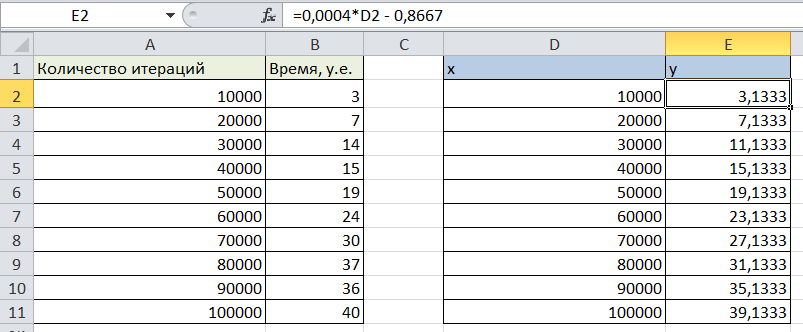 E2 fx =0,0004*D2 - 0,8667
A B C D E
1 Количество итераций Время, у.е. x y
2 10000 3 10000 3,1333
3 20000 7 20000 7,1333
4 30000 14 30000 11,1333
5 40000 15 40000 15,1333
6 50000 19 50000 19,1333
7 60000 24 60000 23,1333
8 70000 30 70000 27,1333
9 80000 37 80000 31,1333
10 90000 36 90000 35,1333
11 100000 40 100000 39,1333